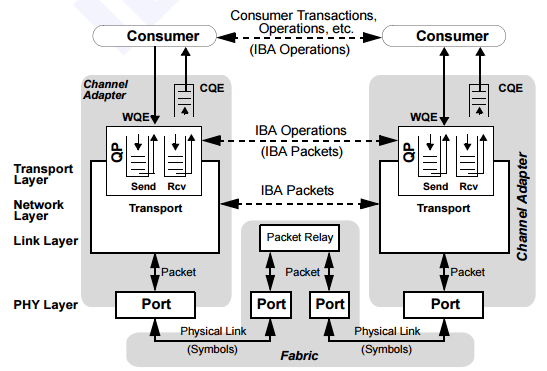 Consumer
Consumer Transactions,
Operations, etc.
(IBA Operations)
Consumer
Channel
Adapter
CQE
CQE
WQE
WQE
QP
Send
Rcv
IBA Operations
(IBA Packets)
QP
Send
Rcv
Transport
Layer
Network
Layer
Link Layer
PHY Layer
Transport
IBA Packets
Transport
Channel Adapter
Packet Relay
Packet
Packet
Packet
Port
Port
Port
Port
Physical Link
(Symbols)
Physical Link
(Symbols)
Fabric